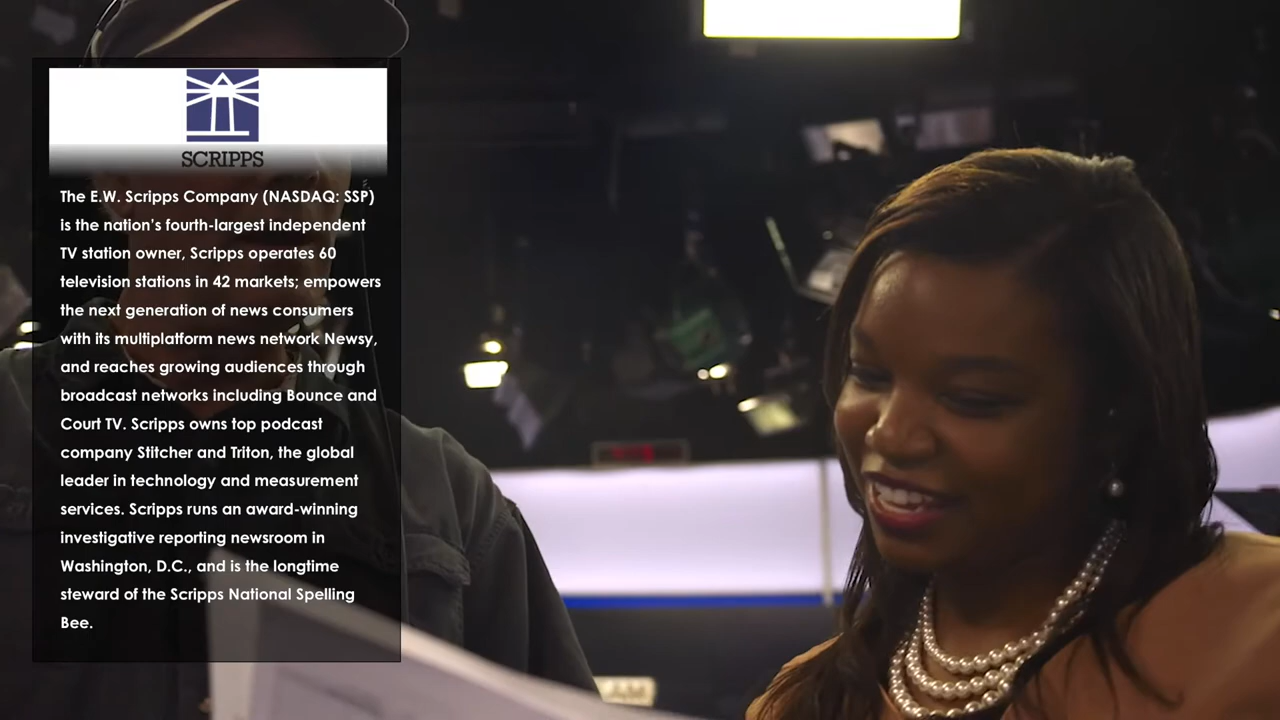 SCRIPPS
The E.W. Scripps Company (NASDAQ: SSP)
is the nation's fourth-largest independent
TV station owner, Scripps operates 60
television stations in 42 markets; empowers
the next generation of news consumers
with its multiplatform news network Newsy,
and reaches growing audiences through
broadcast networks including Bounce and
Court TV. Scripps owns top podcast
company Stitcher and Triton, the global
leader in technology and measurement
services. Scripps runs an award-winning
investigative reporting newsroom in
Washington, D.C., and is the longtime
steward of the Scripps National Spelling
Bee.